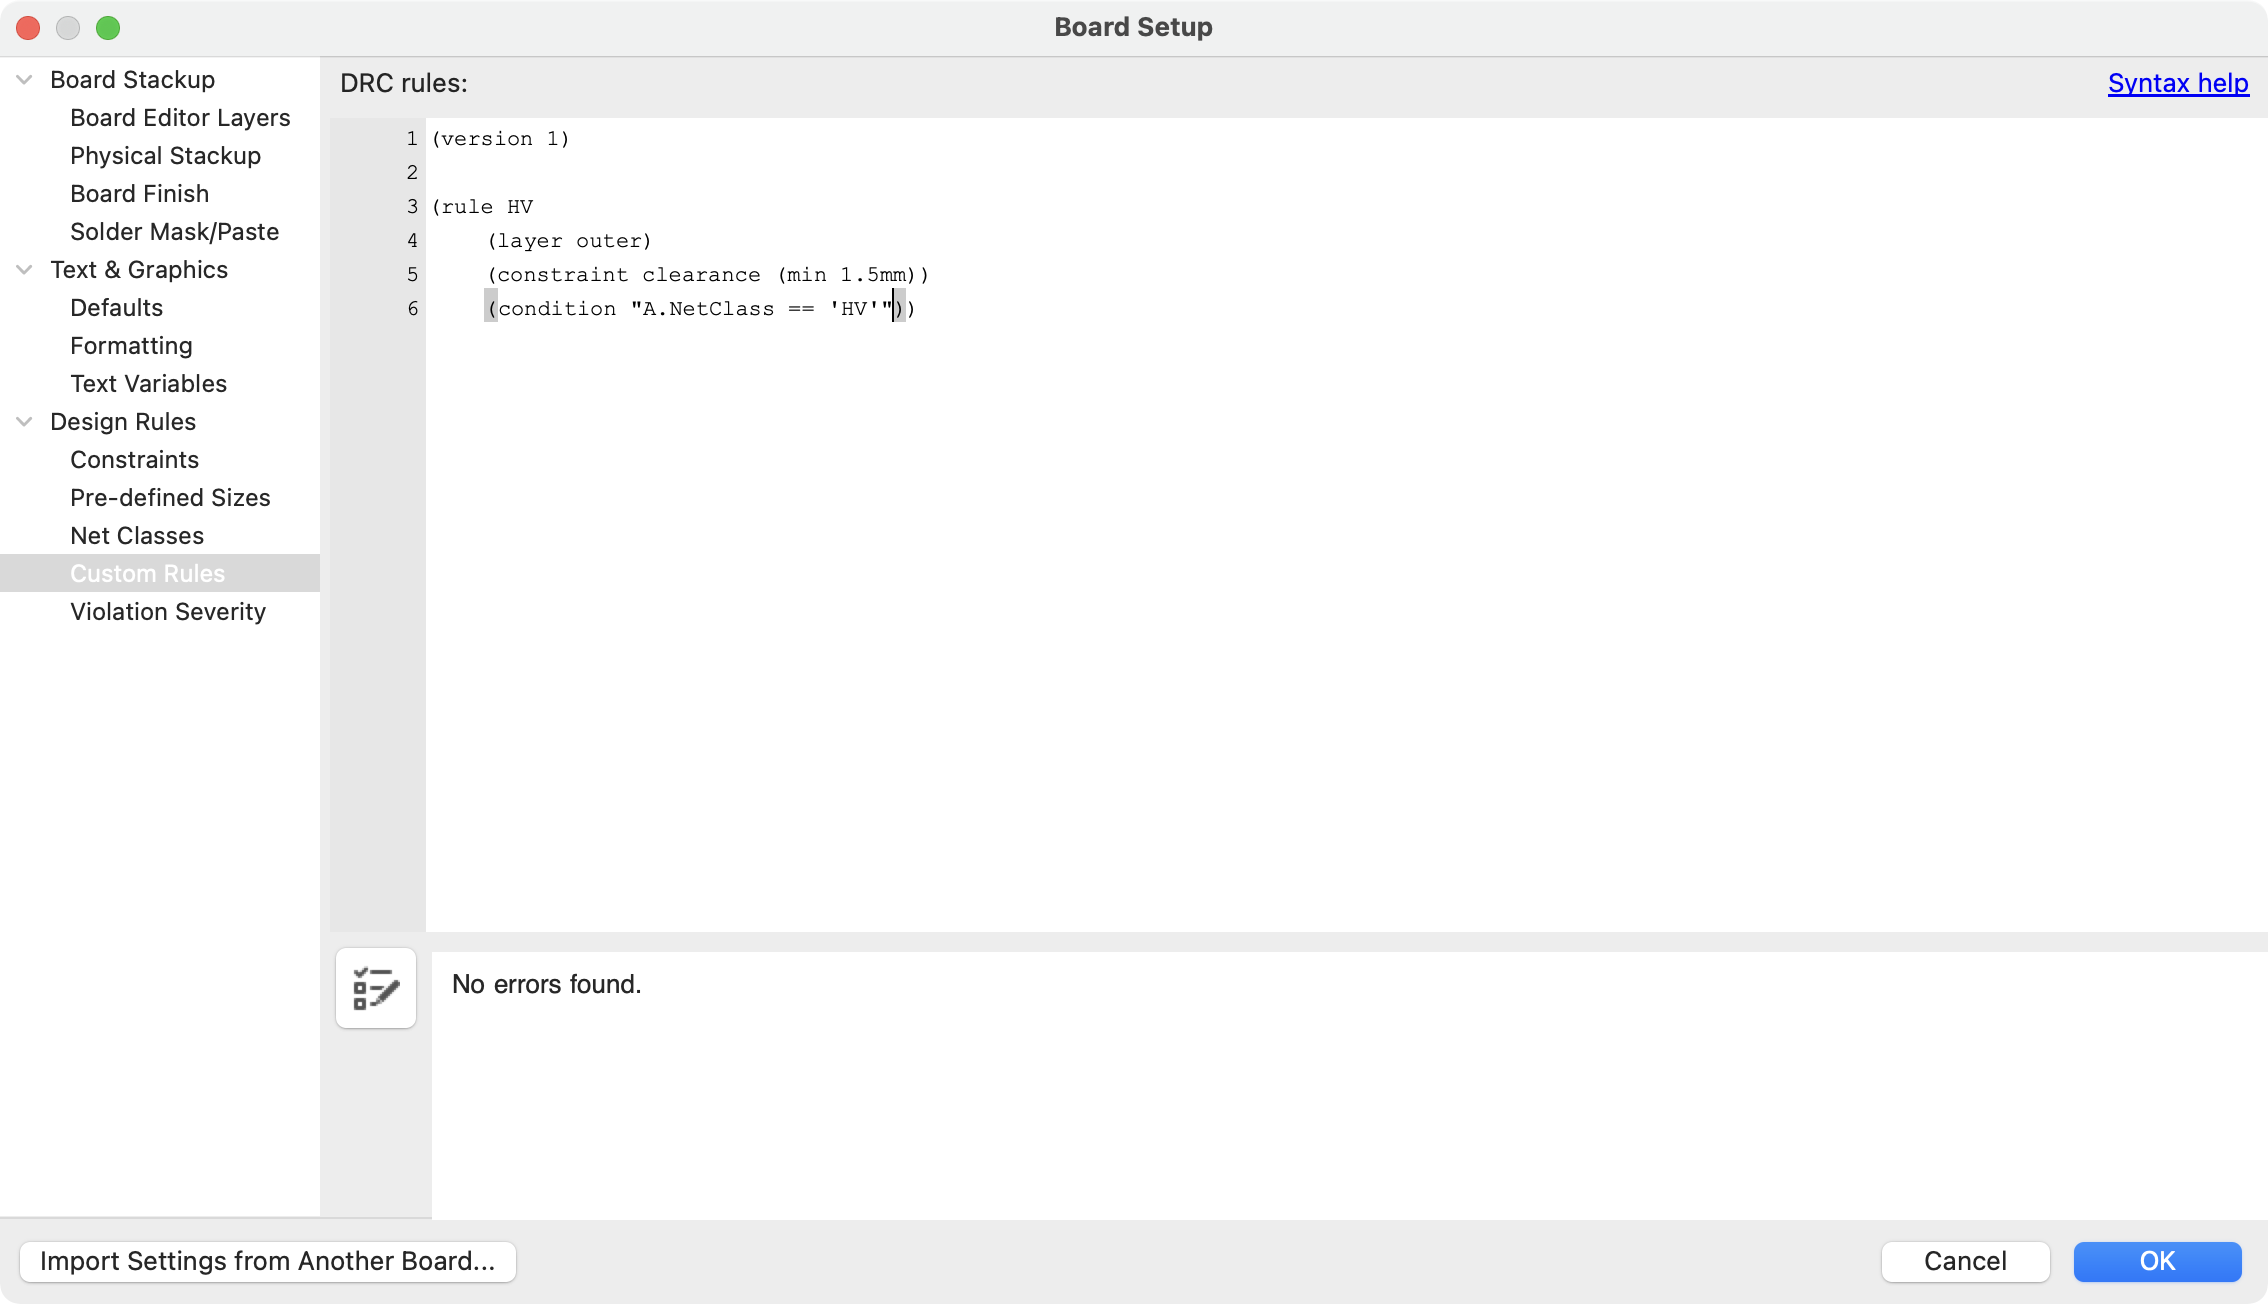 Board Setup
Board Stackup
Board Editor Layers
Physical Stackup
Board Finish
Solder Mask/Paste
Text & Graphics
Defaults
Formatting
Text Variables
Design Rules
Constraints
Pre-defined Sizes
Net Classes
Custom Rules
Violation Severity
DRC rules:
Syntax help
1 (version 1)
2
3 (rule HV
4 (layer outer)
5 (constraint clearance (min 1.5mm))
6 (condition "A.NetClass == 'HV'"))
No errors found.
Import Settings from Another Board...
Cancel
OK